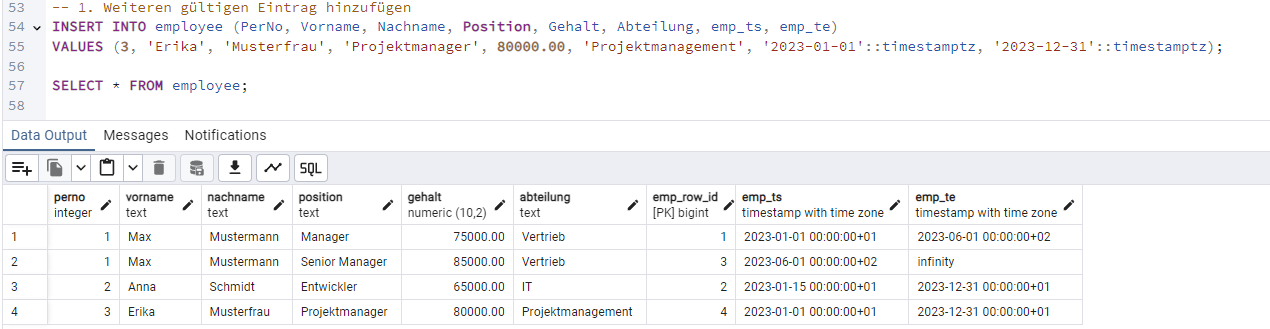 53 -- 1. Weiteren gültigen Eintrag hinzufügen
54 INSERT INTO employee (PerNo, Vorname, Nachname, Position, Gehalt, Abteilung, emp_ts, emp_te)
55 VALUES (3, 'Erika', 'Musterfrau', 'Projektmanager', 80000.00, 'Projektmanagement', '2023-01-01'::timestamptz, '2023-12-31'::timestamptz);
56
57 SELECT * FROM employee;
58
Data Output Messages Notifications
SQL
perno vorname nachname position gehalt abteilung emp_row_id emp_ts emp_te
integer text text text numeric (10,2) text [PK] bigint timestamp with time zone timestamp with time zone
1 1 Max Mustermann Manager 75000.00 Vertrieb 1 2023-01-01 00:00:00+01 2023-06-01 00:00:00+02
2 1 Max Mustermann Senior Manager 85000.00 Vertrieb 3 2023-06-01 00:00:00+02 infinity
3 2 Anna Schmidt Entwickler 65000.00 IT 2 2023-01-15 00:00:00+01 2023-12-31 00:00:00+01
4 3 Erika Musterfrau Projektmanager 80000.00 Projektmanagement 4 2023-01-01 00:00:00+01 2023-12-31 00:00:00+01